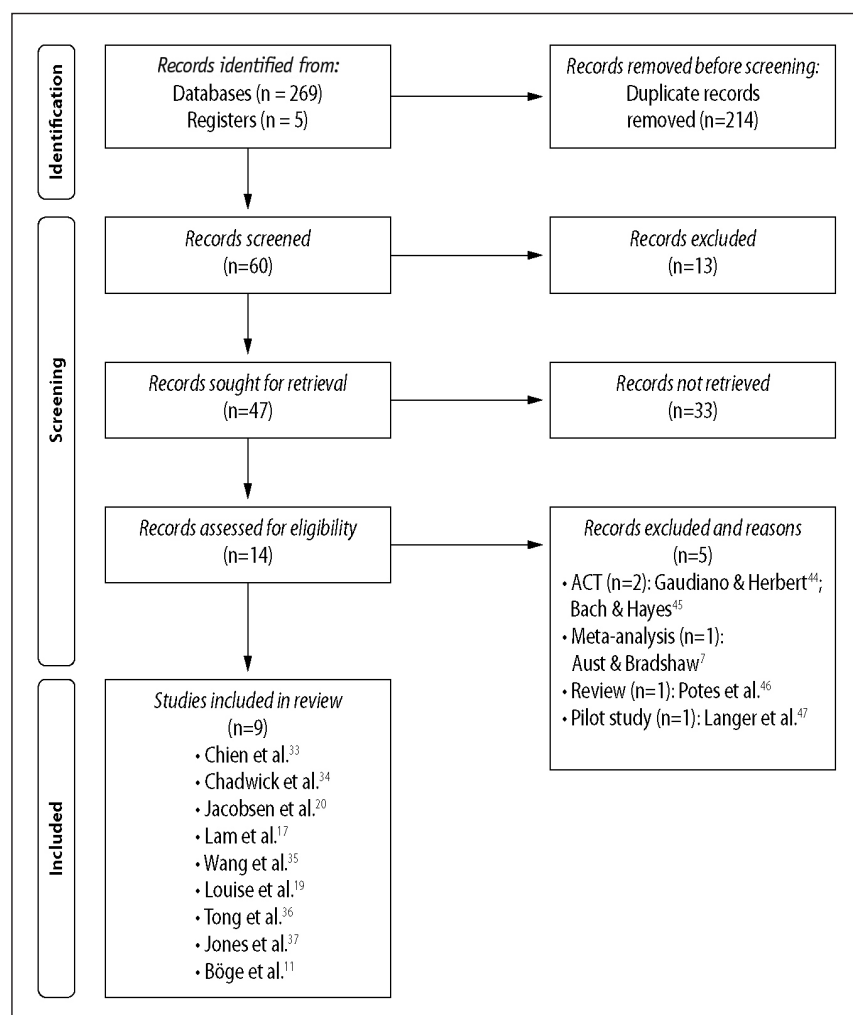 Identification
Records identified from:
Databases (n = 269)
Registers (n = 5)
Records removed before screening:
Duplicate records
removed (n=214)
Screening
Records screened
(n=60)
Records excluded
(n=13)
Records sought for retrieval
(n=47)
Records not retrieved
(n=33)
Records assessed for eligibility
(n=14)
Records excluded and reasons
(n=5)
• ACT (n=2): Gaudiano & Herbert⁴⁴;
Bach & Hayes⁴⁵
• Meta-analysis (n=1):
Aust & Bradshaw⁷
• Review (n=1): Potes et al.⁴⁶
• Pilot study (n=1): Langer et al.⁴⁷
Included
Studies included in review
(n=9)
• Chien et al.³³
• Chadwick et al.³⁴
• Jacobsen et al.²⁰
• Lam et al.¹⁷
• Wang et al.³⁵
• Louise et al.¹⁹
• Tong et al.³⁶
• Jones et al.³⁷
• Böge et al.¹¹